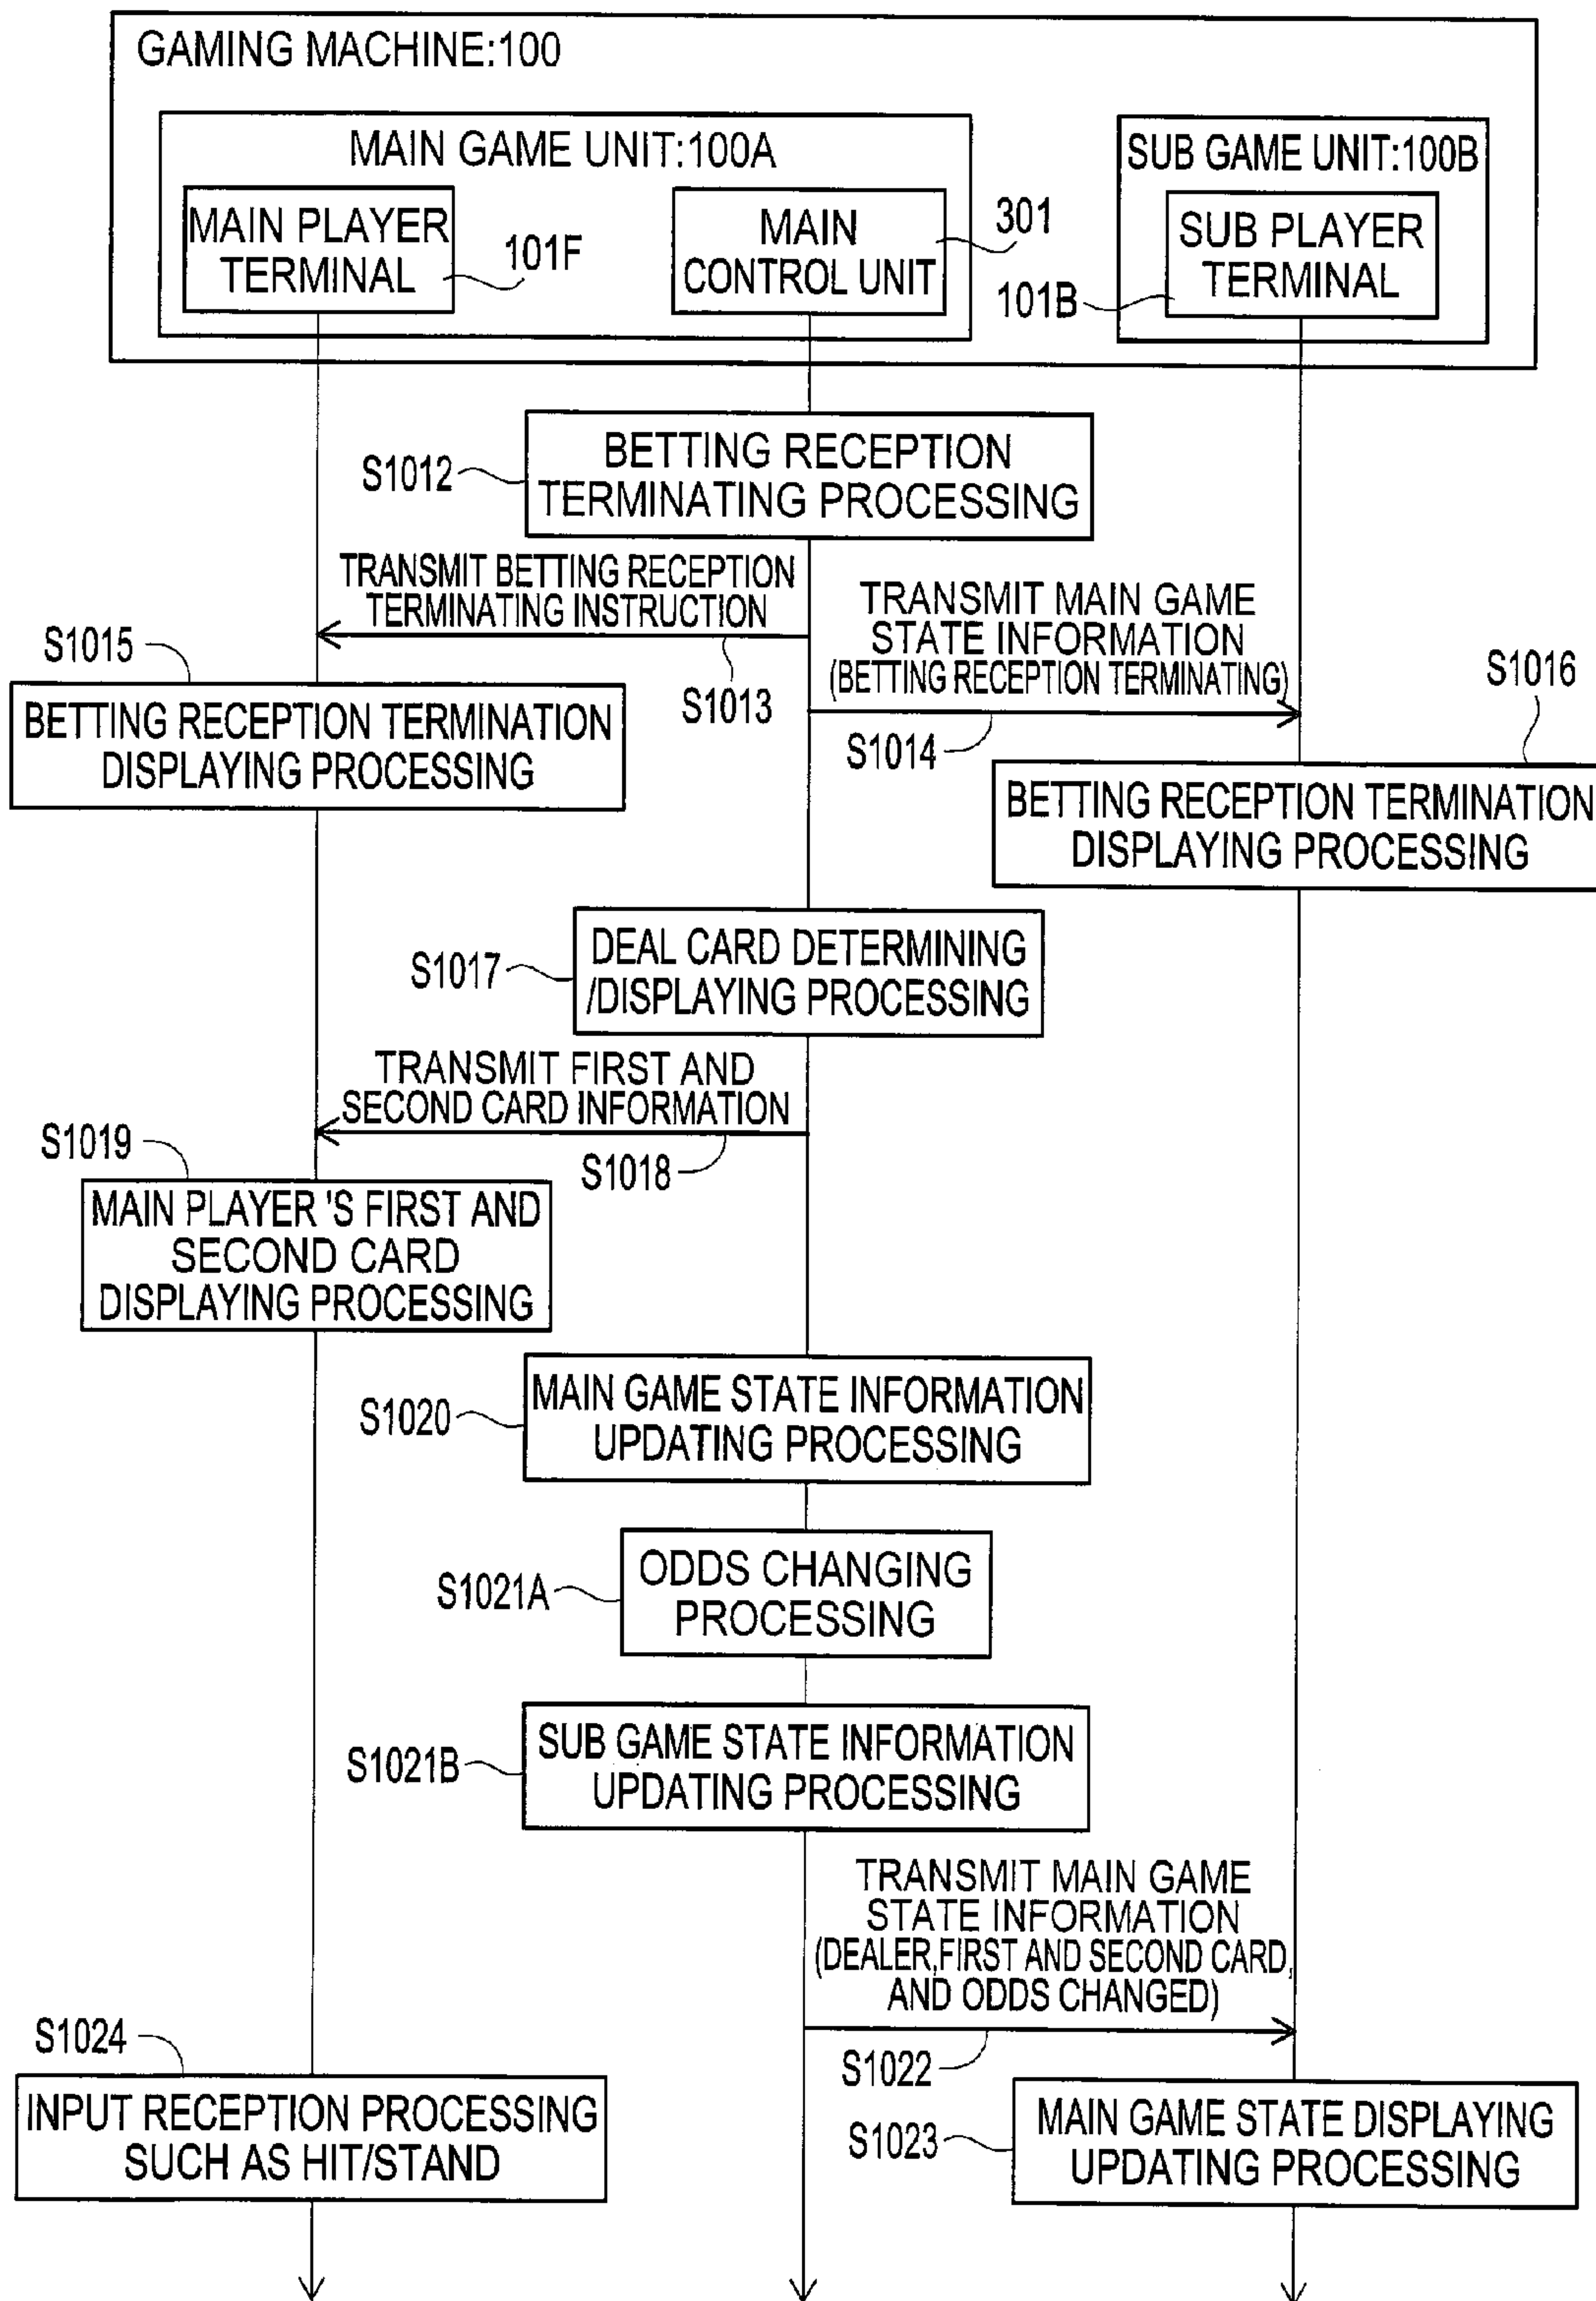 GAMING MACHINE:100
MAIN GAME UNIT:100A
MAIN PLAYER
TERMINAL
101F
MAIN
CONTROL UNIT
301
SUB GAME UNIT:100B
SUB PLAYER
TERMINAL
101B
S1012
BETTING RECEPTION
TERMINATING PROCESSING
TRANSMIT BETTING RECEPTION
TERMINATING INSTRUCTION
S1013
TRANSMIT MAIN GAME
STATE INFORMATION
(BETTING RECEPTION TERMINATING)
S1014
S1015
BETTING RECEPTION TERMINATION
DISPLAYING PROCESSING
S1016
BETTING RECEPTION TERMINATION
DISPLAYING PROCESSING
S1017
DEAL CARD DETERMINING
/DISPLAYING PROCESSING
TRANSMIT FIRST AND
SECOND CARD INFORMATION
S1018
S1019
MAIN PLAYER'S FIRST AND
SECOND CARD
DISPLAYING PROCESSING
S1020
MAIN GAME STATE INFORMATION
UPDATING PROCESSING
S1021A
ODDS CHANGING
PROCESSING
S1021B
SUB GAME STATE INFORMATION
UPDATING PROCESSING
TRANSMIT MAIN GAME
STATE INFORMATION
(DEALER,FIRST AND SECOND CARD,
AND ODDS CHANGED)
S1022
S1024
INPUT RECEPTION PROCESSING
SUCH AS HIT/STAND
S1023
MAIN GAME STATE DISPLAYING
UPDATING PROCESSING